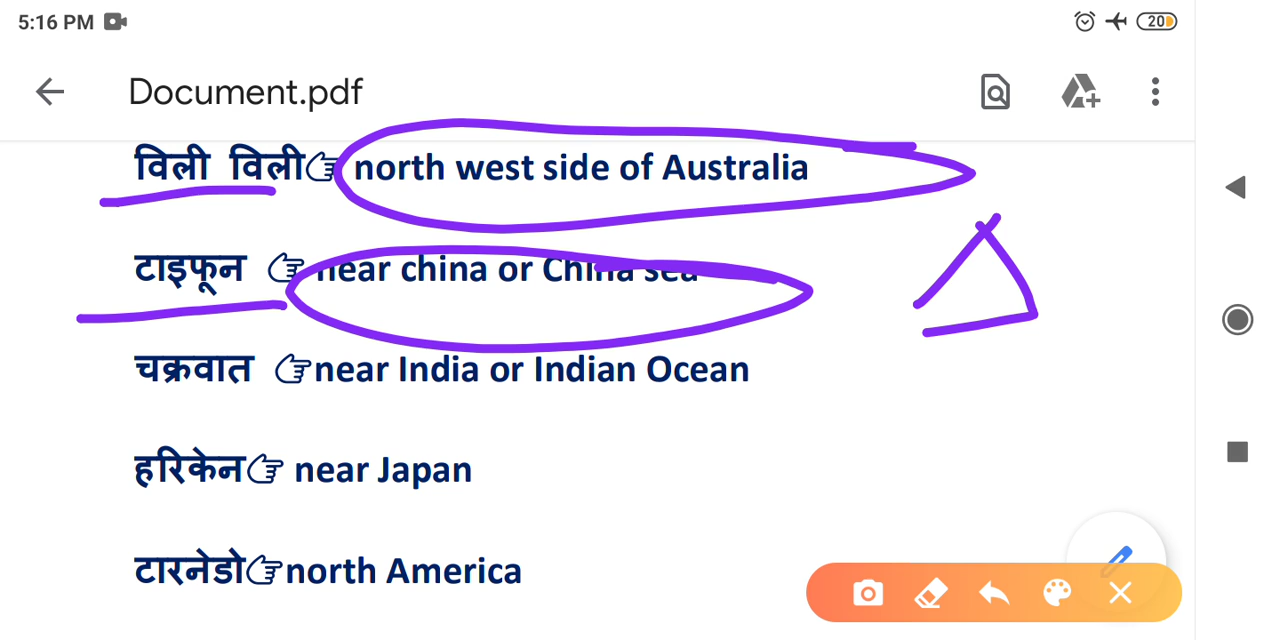 5:16 PM
20
Document.pdf
विली विली👉 north west side of Australia
टाइफून 👉 near china or China sea
चक्रवात 👉near India or Indian Ocean
हरिकेन👉 near Japan
टारनेडो👉north America